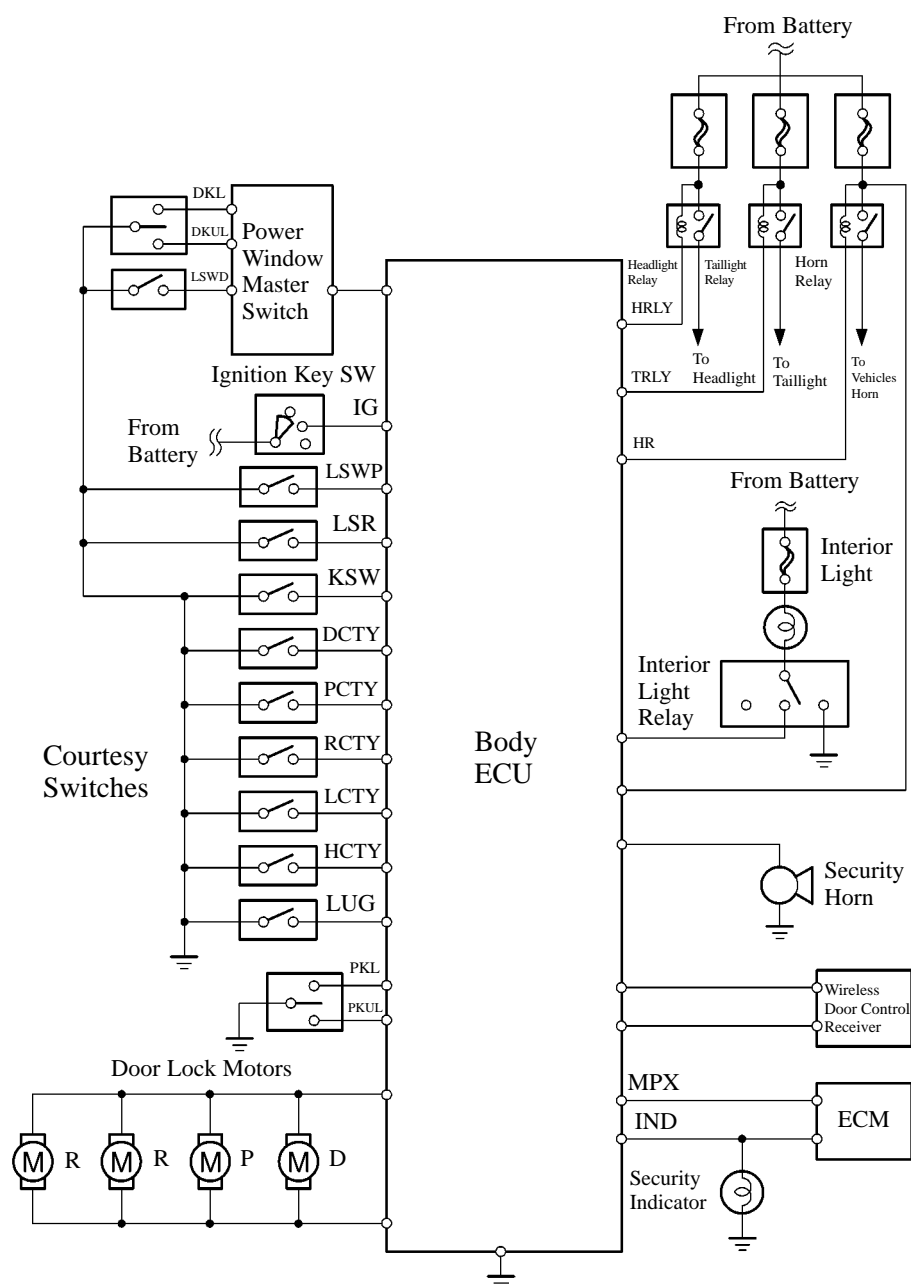 From Battery
DKL
DKUL
LSWD
Power
Window
Master
Switch
Headlight
Relay
Taillight
Relay
Horn
Relay
HRLY
To
Headlight
To
Taillight
To
Vehicles
Horn
TRLY
HR
Ignition Key SW
IG
From
Battery
LSWP
LSR
KSW
DCTY
PCTY
RCTY
LCTY
HCTY
LUG
Courtesy
Switches
Body
ECU
From Battery
Interior
Light
Interior
Light
Relay
Security
Horn
PKL
PKUL
Wireless
Door Control
Receiver
Door Lock Motors
M R
M R
M P
M D
MPX
IND
ECM
Security
Indicator